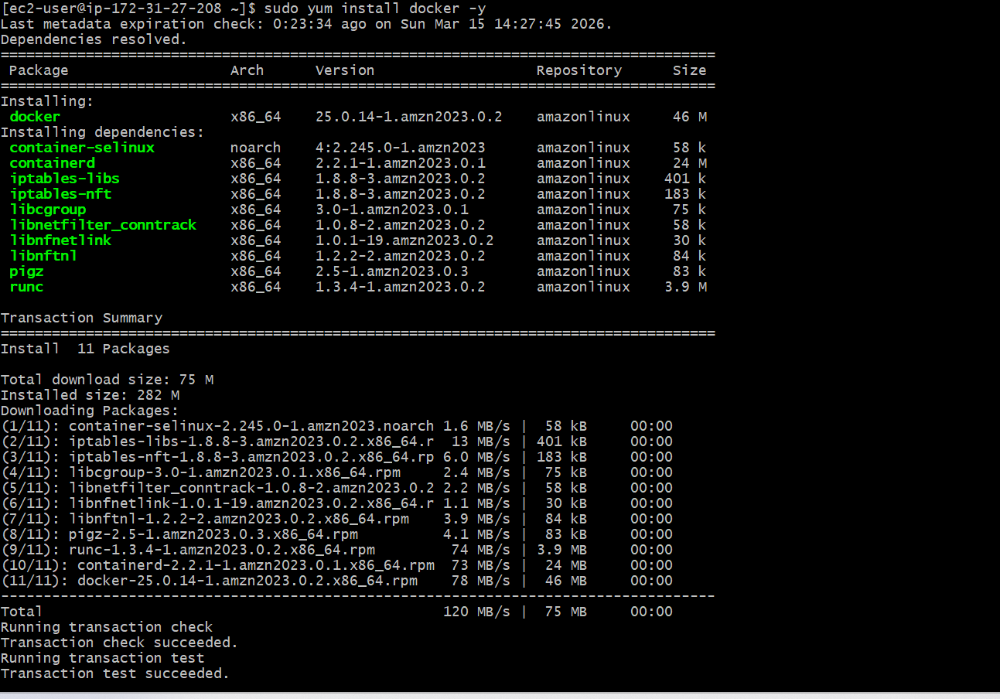 [ec2-user@ip-172-31-27-208 ~]$ sudo yum install docker -y
Last metadata expiration check: 0:23:34 ago on Sun Mar 15 14:27:45 2026.
Dependencies resolved.
====================================================================================
Package Arch Version Repository Size
====================================================================================
Installing:
docker x86_64 25.0.14-1.amzn2023.0.2 amazonlinux 46 M
Installing dependencies:
container-selinux noarch 4:2.245.0-1.amzn2023 amazonlinux 58 k
containerd x86_64 2.2.1-1.amzn2023.0.1 amazonlinux 24 M
iptables-libs x86_64 1.8.8-3.amzn2023.0.2 amazonlinux 401 k
iptables-nft x86_64 1.8.8-3.amzn2023.0.2 amazonlinux 183 k
libcgroup x86_64 3.0-1.amzn2023.0.1 amazonlinux 75 k
libnetfilter_conntrack x86_64 1.0.8-2.amzn2023.0.2 amazonlinux 58 k
libnfnetlink x86_64 1.0.1-19.amzn2023.0.2 amazonlinux 30 k
libnftnl x86_64 1.2.2-2.amzn2023.0.2 amazonlinux 84 k
pigz x86_64 2.5-1.amzn2023.0.3 amazonlinux 83 k
runc x86_64 1.3.4-1.amzn2023.0.2 amazonlinux 3.9 M
Transaction Summary
====================================================================================
Install 11 Packages
Total download size: 75 M
Installed size: 282 M
Downloading Packages:
(1/11): container-selinux-2.245.0-1.amzn2023.noarch 1.6 MB/s | 58 kB 00:00
(2/11): iptables-libs-1.8.8-3.amzn2023.0.2.x86_64.r 13 MB/s | 401 kB 00:00
(3/11): iptables-nft-1.8.8-3.amzn2023.0.2.x86_64.rp 6.0 MB/s | 183 kB 00:00
(4/11): libcgroup-3.0-1.amzn2023.0.1.x86_64.rpm 2.4 MB/s | 75 kB 00:00
(5/11): libnetfilter_conntrack-1.0.8-2.amzn2023.0.2 2.2 MB/s | 58 kB 00:00
(6/11): libnfnetlink-1.0.1-19.amzn2023.0.2.x86_64.r 1.1 MB/s | 30 kB 00:00
(7/11): libnftnl-1.2.2-2.amzn2023.0.2.x86_64.rpm 3.9 MB/s | 84 kB 00:00
(8/11): pigz-2.5-1.amzn2023.0.3.x86_64.rpm 4.1 MB/s | 83 kB 00:00
(9/11): runc-1.3.4-1.amzn2023.0.2.x86_64.rpm 74 MB/s | 3.9 MB 00:00
(10/11): containerd-2.2.1-1.amzn2023.0.1.x86_64.rpm 73 MB/s | 24 MB 00:00
(11/11): docker-25.0.14-1.amzn2023.0.2.x86_64.rpm 78 MB/s | 46 MB 00:00
------------------------------------------------------------------------------------
Total 120 MB/s | 75 MB 00:00
Running transaction check
Transaction check succeeded.
Running transaction test
Transaction test succeeded.